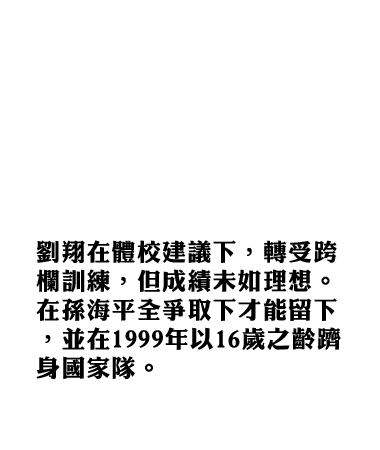 劉翔在體校建議下，轉受跨
欄訓練，但成績未如理想。
在孫海平全爭取下才能留下
，並在1999年以16歲之齡躋
身國家隊。